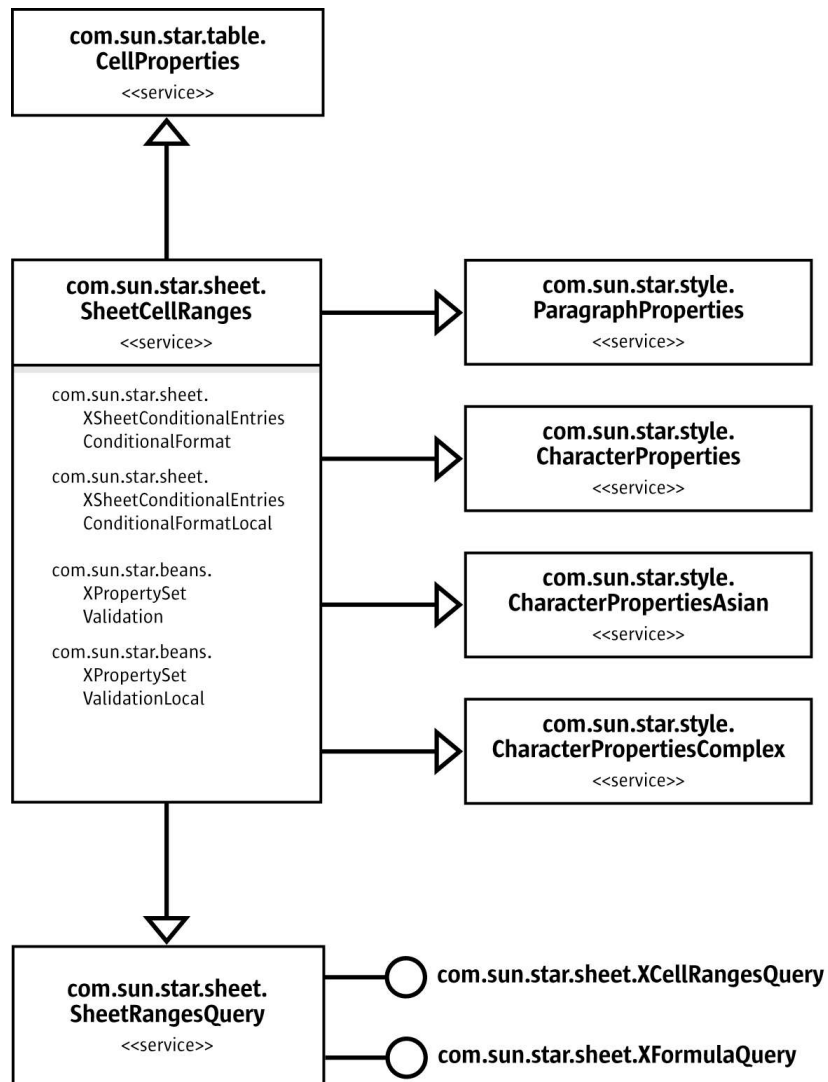 com.sun.star.table.
CellProperties
<<service>>
com.sun.star.sheet.
SheetCellRanges
<<service>>
com.sun.star.sheet.
XSheetConditionalEntries
ConditionalFormat
com.sun.star.sheet.
XSheetConditionalEntries
ConditionalFormatLocal
com.sun.star.beans.
XPropertySet
Validation
com.sun.star.beans.
XPropertySet
ValidationLocal
com.sun.star.style.
ParagraphProperties
<<service>>
com.sun.star.style.
CharacterProperties
<<service>>
com.sun.star.style.
CharacterPropertiesAsian
<<service>>
com.sun.star.style.
CharacterPropertiesComplex
<<service>>
com.sun.star.sheet.
SheetRangesQuery
<<service>>
com.sun.star.sheet.XCellRangesQuery
com.sun.star.sheet.XFormulaQuery